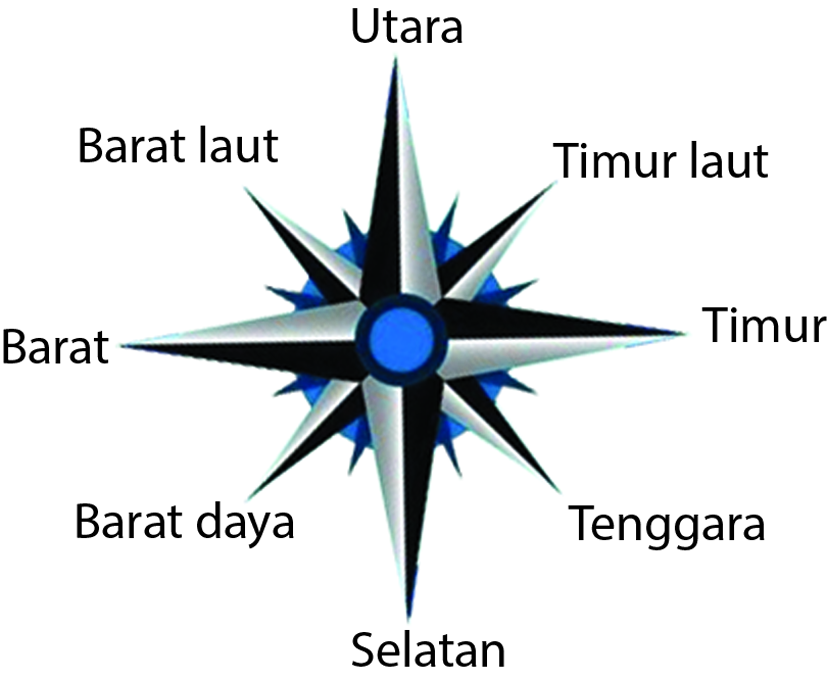 Utara
Barat laut
Timur laut
Barat
Timur
Barat daya
Tenggara
Selatan